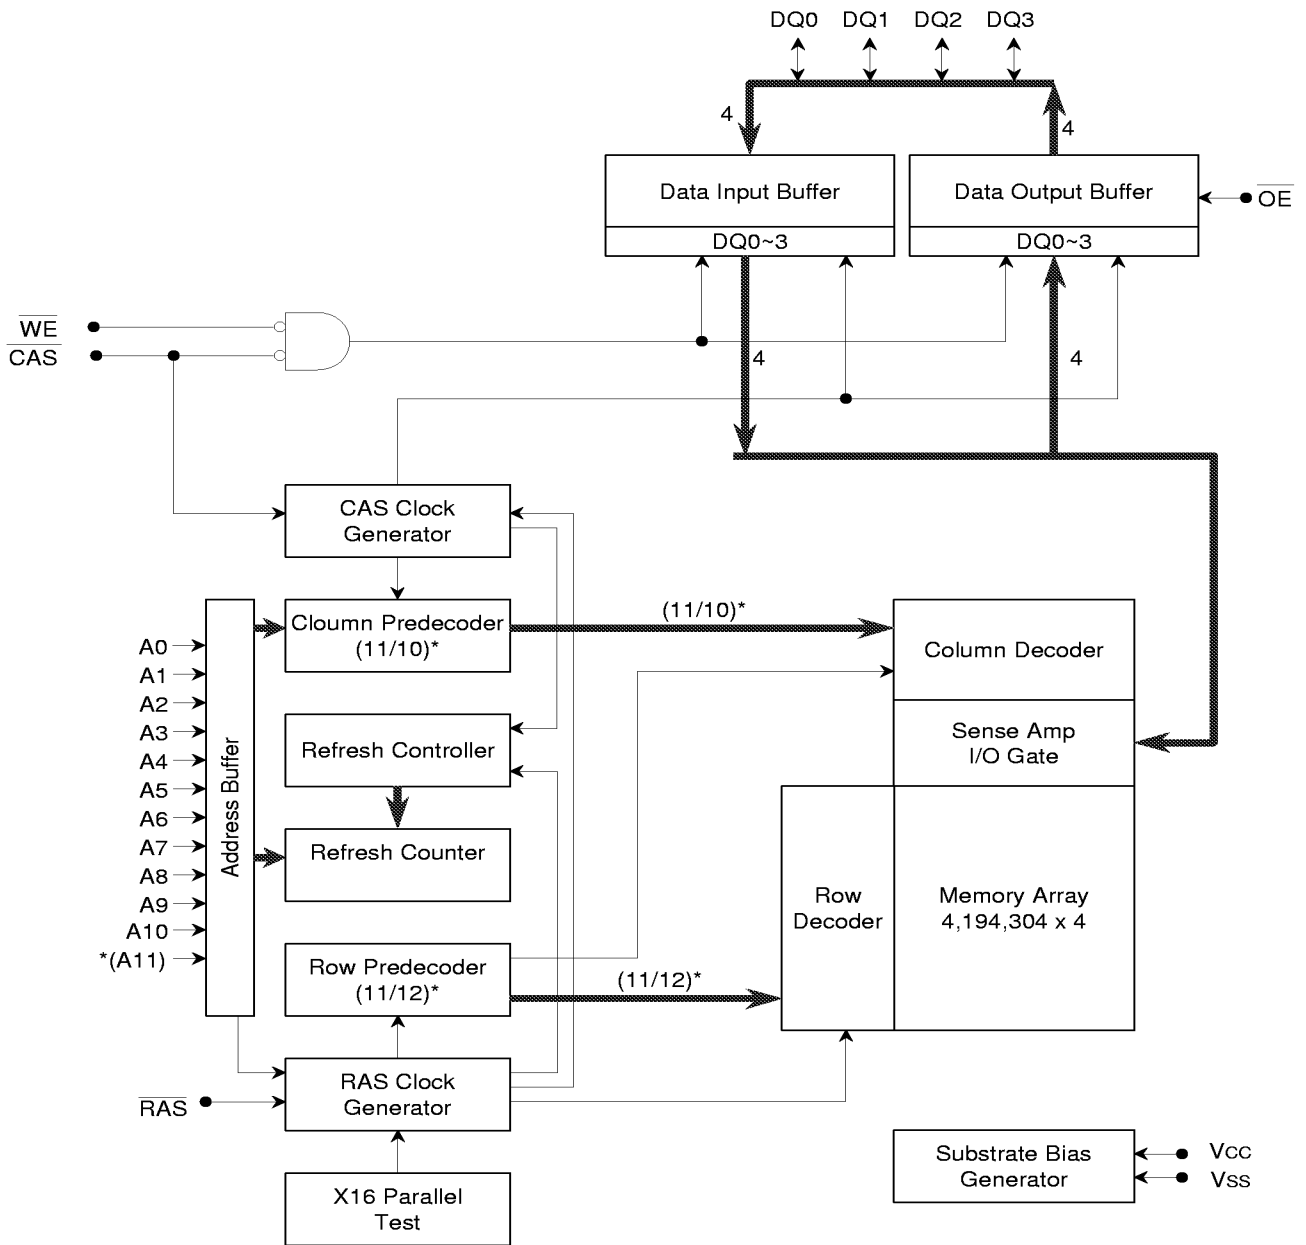 DQ0 DQ1 DQ2 DQ3
4
4
Data Input Buffer
DQ0~3
Data Output Buffer
DQ0~3
OE
WE
CAS
4
4
CAS Clock
Generator
Cloumn Predecoder
(11/10)*
(11/10)*
Column Decoder
A0
A1
A2
A3
A4
A5
A6
A7
A8
A9
A10
*(A11)
Address Buffer
Refresh Controller
Sense Amp
I/O Gate
Refresh Counter
Row
Decoder
Memory Array
4,194,304 x 4
Row Predecoder
(11/12)*
(11/12)*
RAS
RAS Clock
Generator
X16 Parallel
Test
Substrate Bias
Generator
VCC
VSS